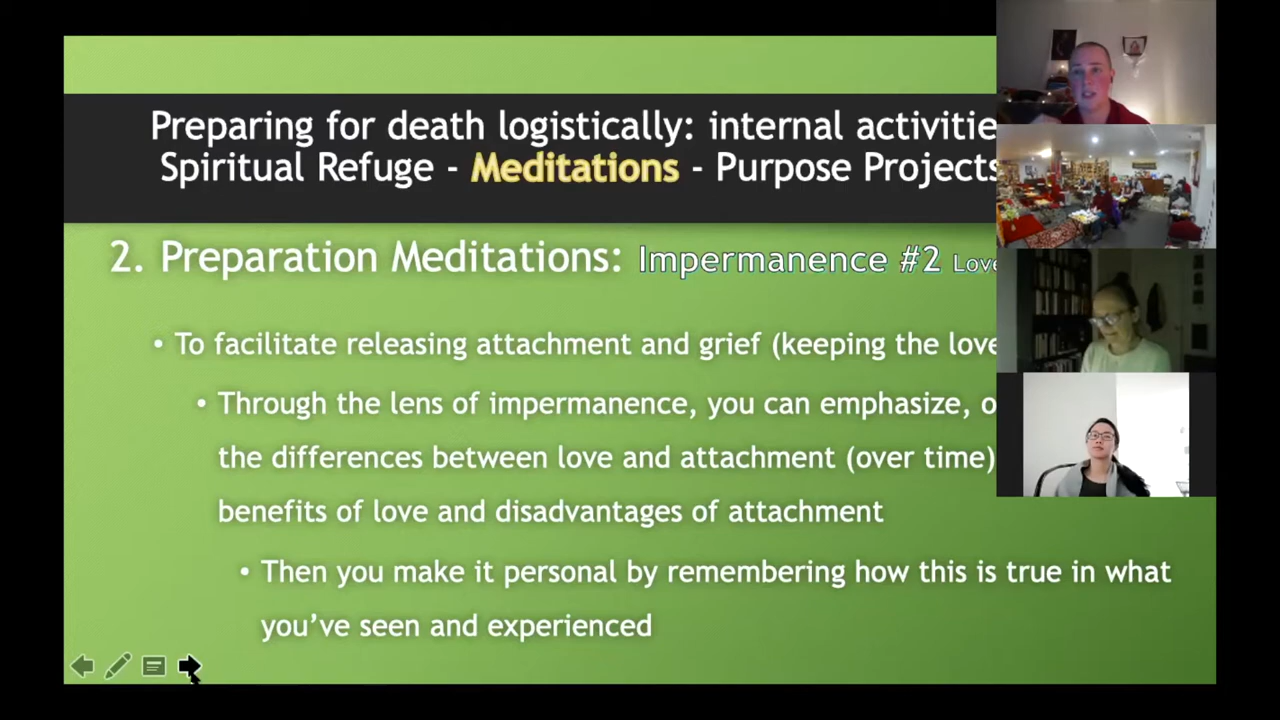 Preparing for death logistically: internal activitie
Spiritual Refuge - Meditations - Purpose Projects
2. Preparation Meditations: Impermanence #2 Love
• To facilitate releasing attachment and grief (keeping the love
• Through the lens of impermanence, you can emphasize, o
the differences between love and attachment (over time)
benefits of love and disadvantages of attachment
• Then you make it personal by remembering how this is true in what
you've seen and experienced